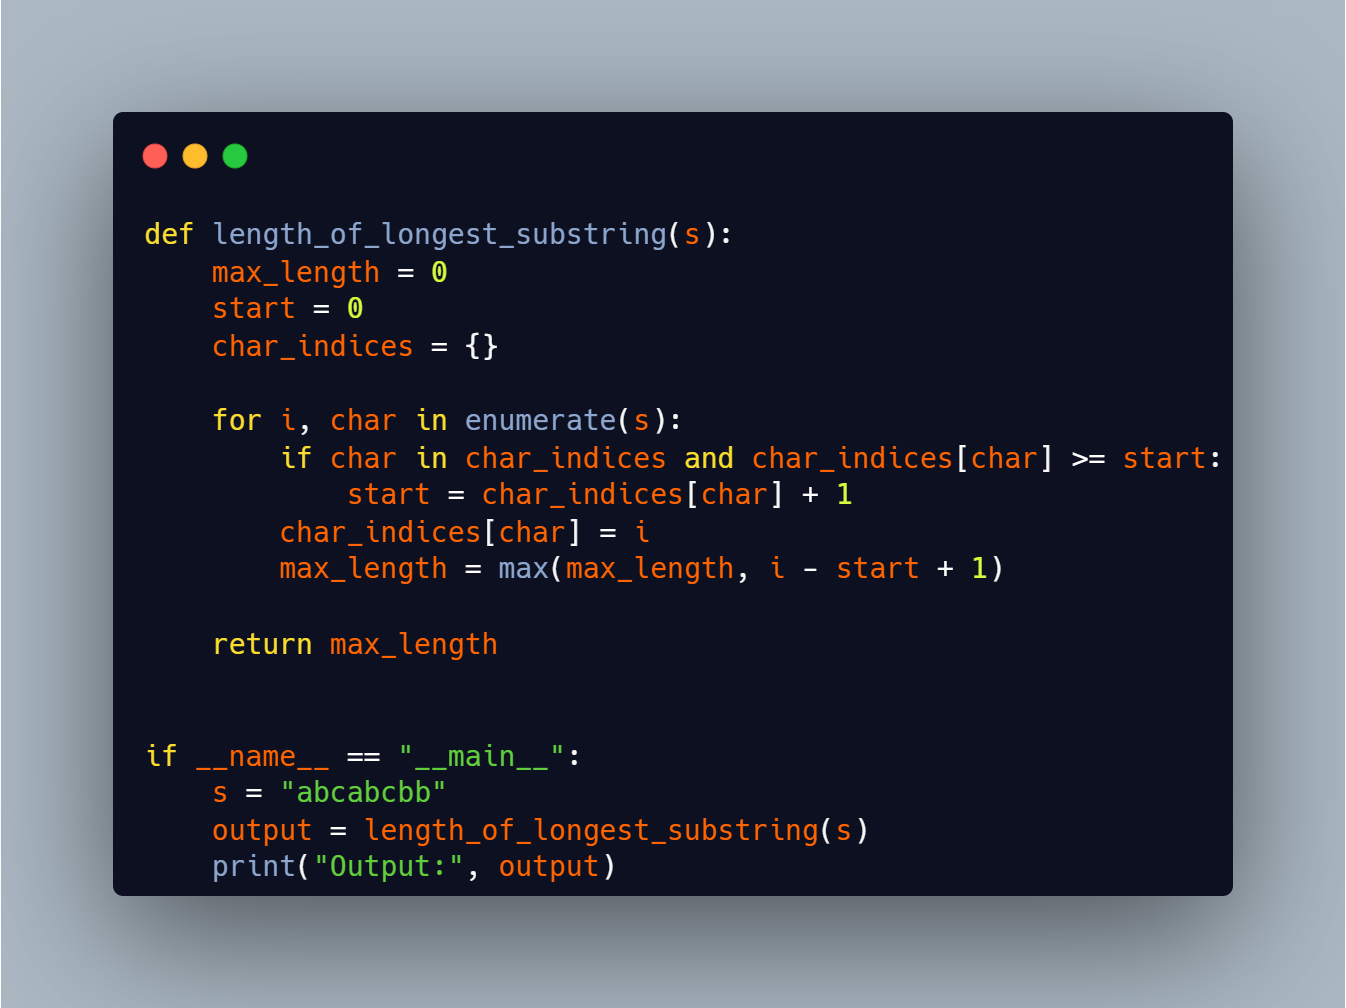 def length_of_longest_substring(s):
    max_length = 0
    start = 0
    char_indices = {}

    for i, char in enumerate(s):
        if char in char_indices and char_indices[char] >= start:
            start = char_indices[char] + 1
        char_indices[char] = i
        max_length = max(max_length, i - start + 1)

    return max_length


if __name__ == "__main__":
    s = "abcabcbb"
    output = length_of_longest_substring(s)
    print("Output:", output)